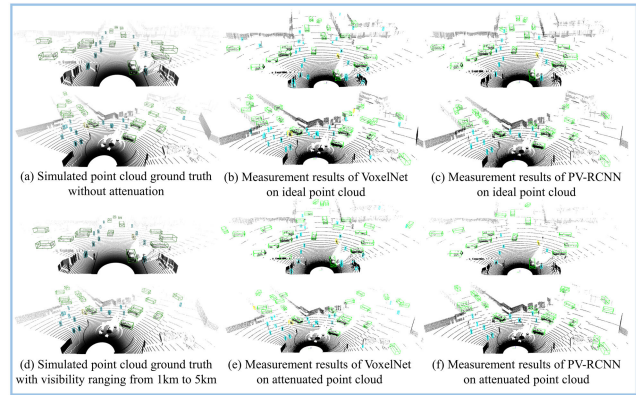 (a) Simulated point cloud ground truth
without attenuation
(b) Measurement results of VoxelNet
on ideal point cloud
(c) Measurement results of PV-RCNN
on ideal point cloud
(d) Simulated point cloud ground truth
with visibility ranging from 1km to 5km
(e) Measurement results of VoxelNet
on attenuated point cloud
(f) Measurement results of PV-RCNN
on attenuated point cloud